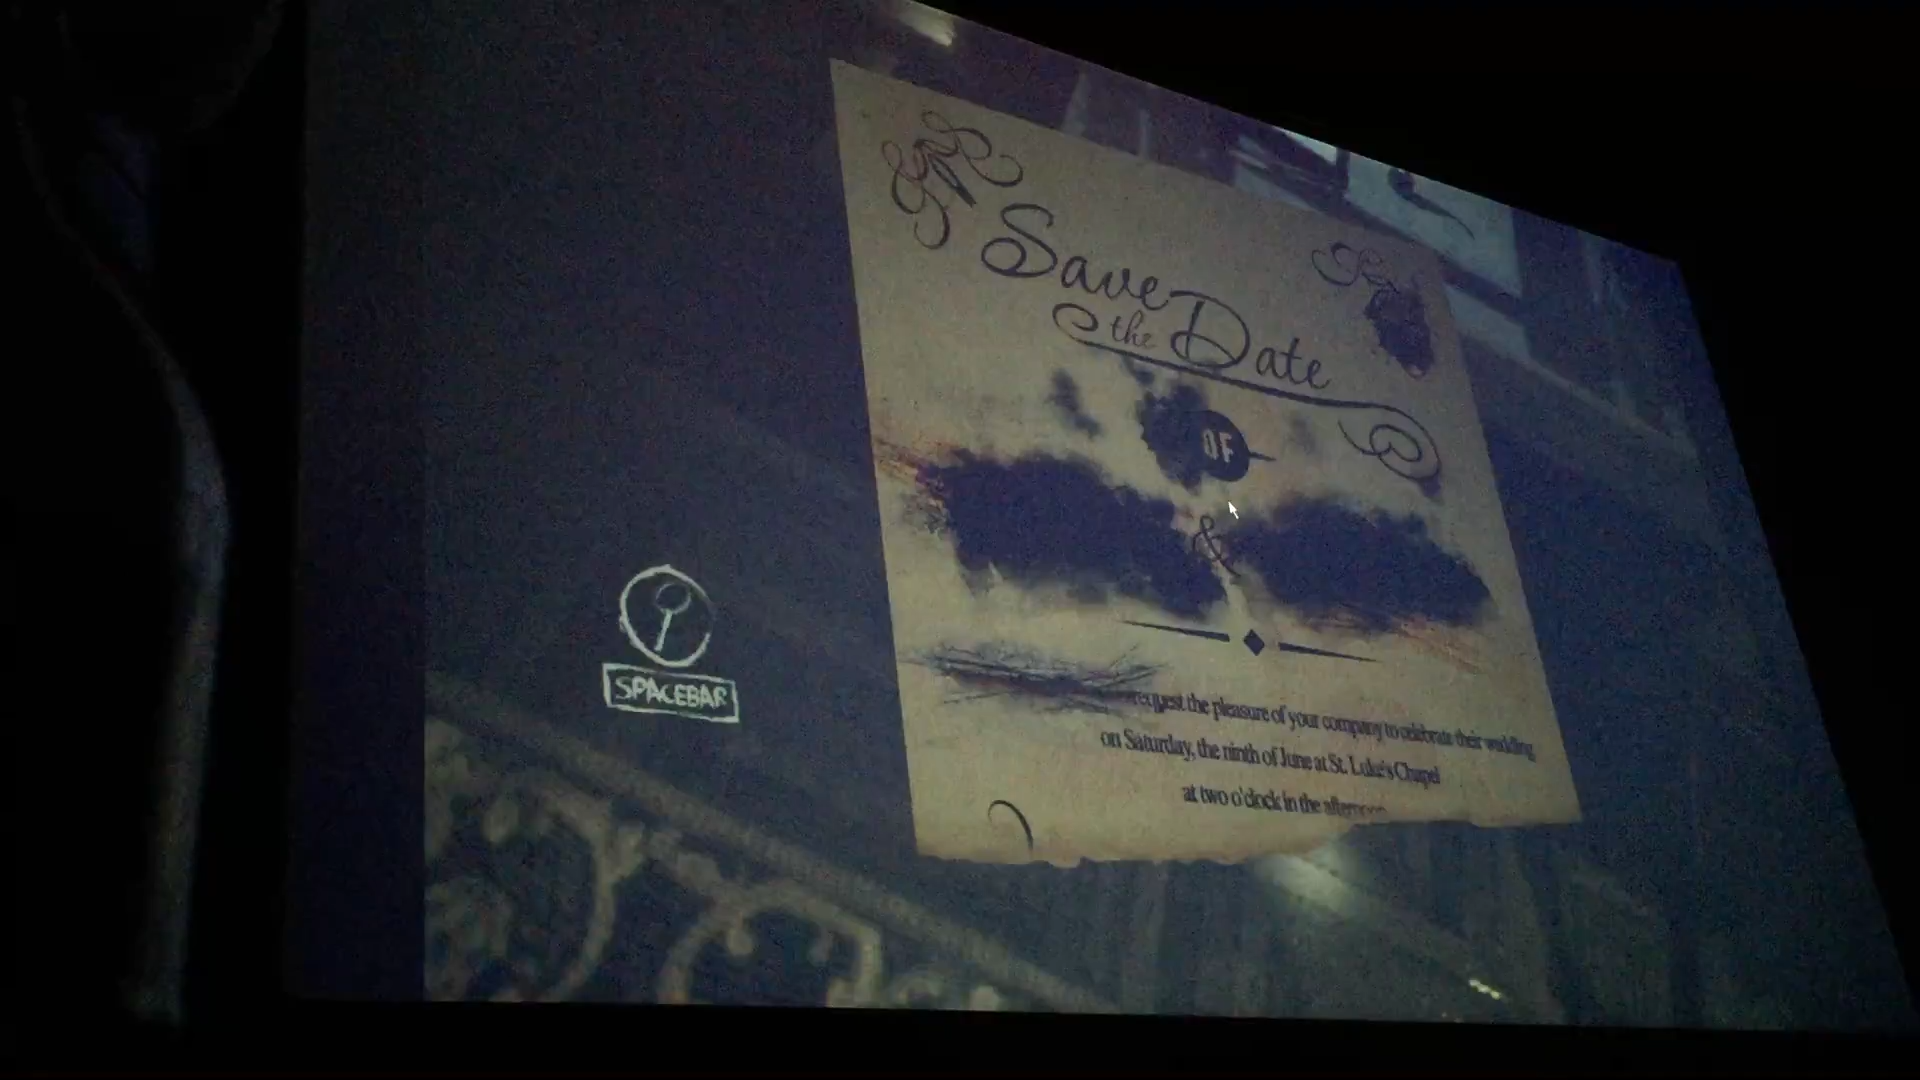 Save
the Date
OF
&
request the pleasure of your company to celebrate their wedding
on Saturday, the ninth of June at St. Luke's Chapel
at two o'clock in the afternoon
SPACEBAR